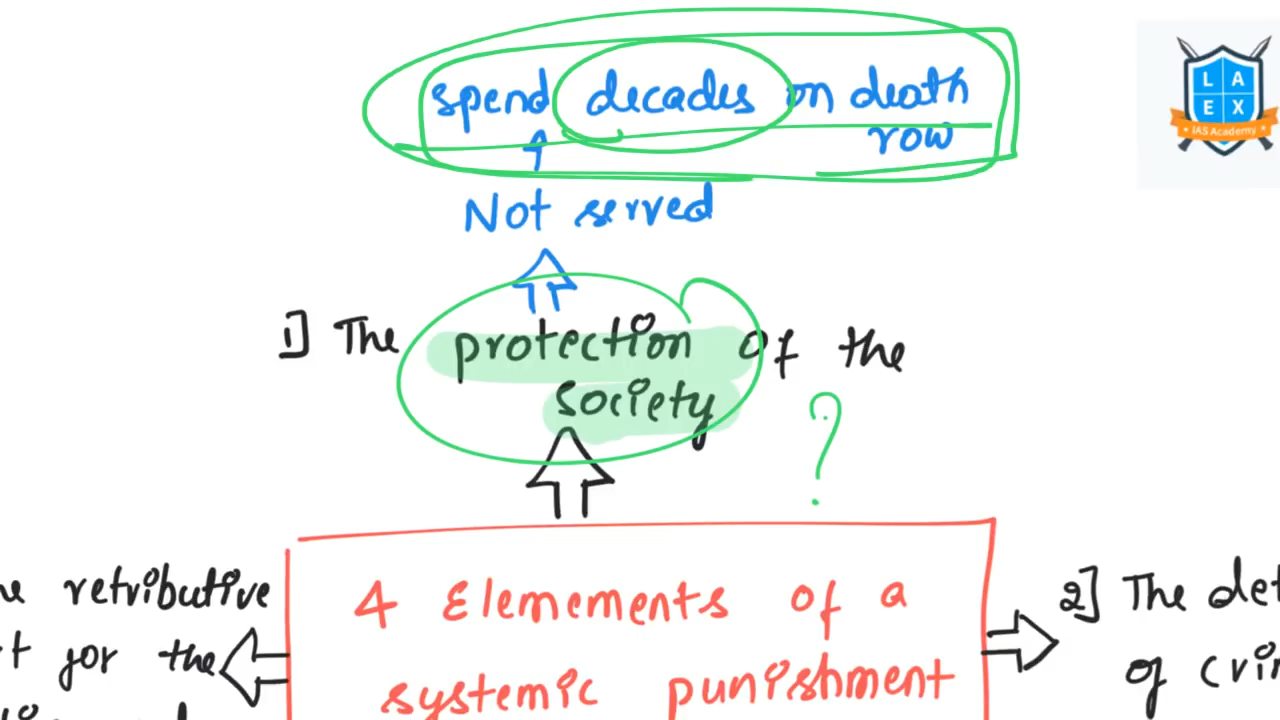 spend decades on death
row
Not served
1] The protection of the
society
4 Elemements of a
systemic punishment
retributive
for the
2] The
of
L A
E X
IAS Academy